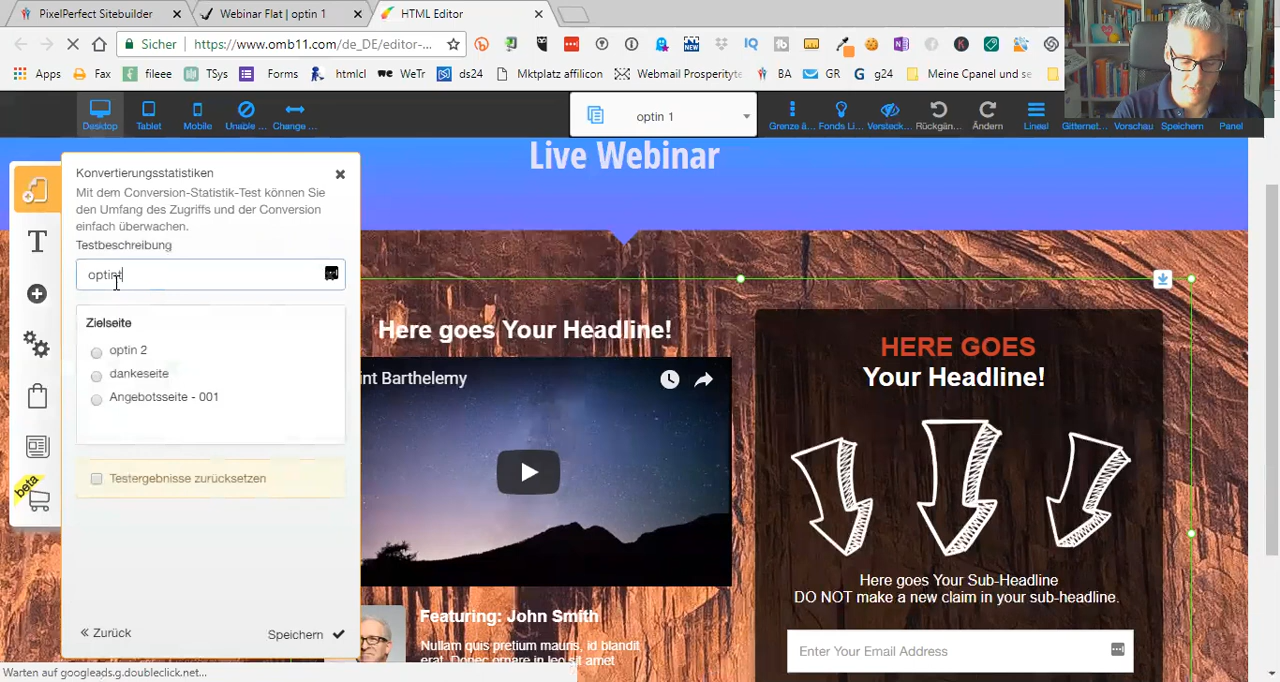 PixelPerfect Sitebuilder
Webinar Flat | optin 1
HTML Editor
Sicher
https://www.omb11.com/de_DE/editor-...
Apps
Fax
fileee
TSys
Forms
htmlcl
WeTr
ds24
Mktplatz affilicon
Webmail Prosperityte
BA
GR
g24
Meine Cpanel und se
Desktop
Tablet
Mobile
Unable ...
Change ...
optin 1
Grenze ä...
Fonds Li...
Versteck...
Rückgän...
Ändern
Lineal
Gitternet...
Vorschau
Speichern
Panel
Live Webinar
Konvertierungsstatistiken
Mit dem Conversion-Statistik-Test können Sie
den Umfang des Zugriffs und der Conversion
einfach überwachen.
Testbeschreibung
optint
Zielseite
optin 2
dankeseite
Angebotsseite - 001
Testergebnisse zurücksetzen
Zurück
Speichern
beta
Here goes Your Headline!
int Barthelemy
Featuring: John Smith
Nullam quis pretium mauris, id blandit
erat. Donec ornare in leo sit amet
HERE GOES
Your Headline!
Here goes Your Sub-Headline
DO NOT make a new claim in your sub-headline.
Enter Your Email Address
Warten auf googleads.g.doubleclick.net...